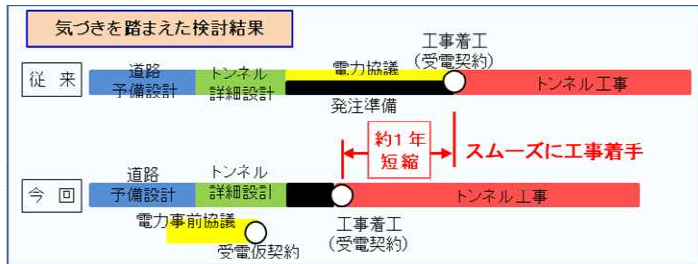 気づきを踏まえた検討結果
従来
道路
予備設計
トンネル
詳細設計
電力協議
発注準備
工事着工
(受電契約)
トンネル工事
約1年
短縮
スムーズに工事着手
今回
道路
予備設計
トンネル
詳細設計
トンネル工事
電力事前協議
受電仮契約
工事着工
(受電契約)